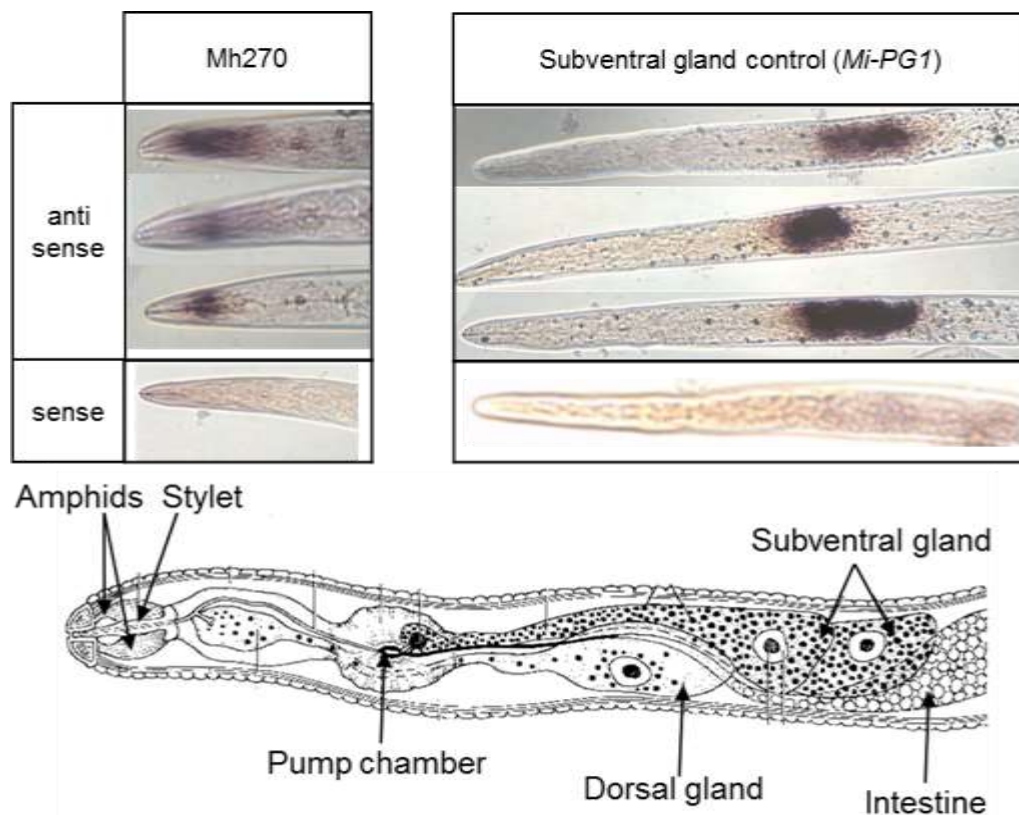 Mh270
Subventral gland control (Mi-PG1)
anti
sense
sense
Amphids Stylet
Subventral gland
Pump chamber
Dorsal gland
Intestine